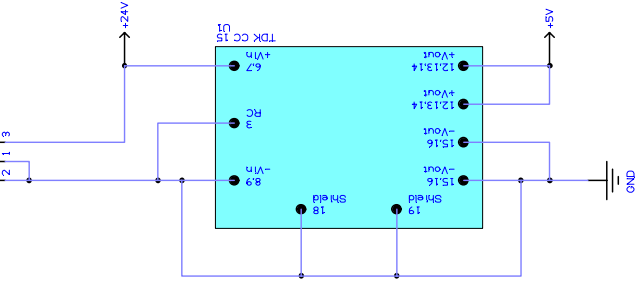 +24V
+5V
U1
TDK CC 15
+Vin
6.7
+Vout
12.13.14
+Vout
12.13.14
RC
3
3
1
2
-Vout
15.16
-Vin
8.9
-Vout
15.16
GND
Shield
18
Shield
19